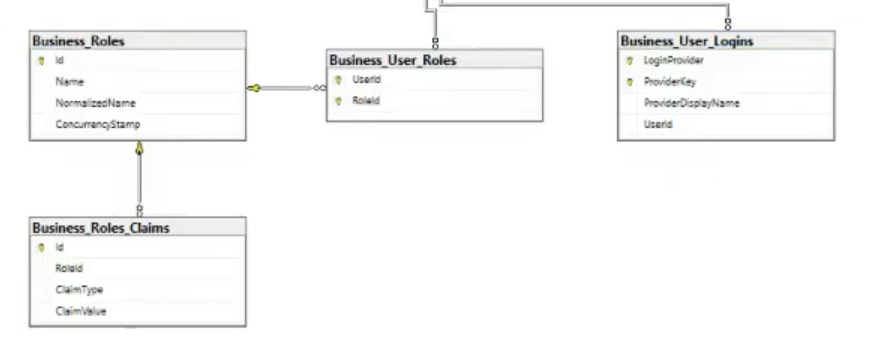 Business_Roles
Id
Name
NormalizedName
ConcurrencyStamp
Business_User_Roles
UserId
RoleId
Business_User_Logins
LoginProvider
ProviderKey
ProviderDisplayName
UserId
Business_Roles_Claims
Id
RoleId
ClaimType
ClaimValue